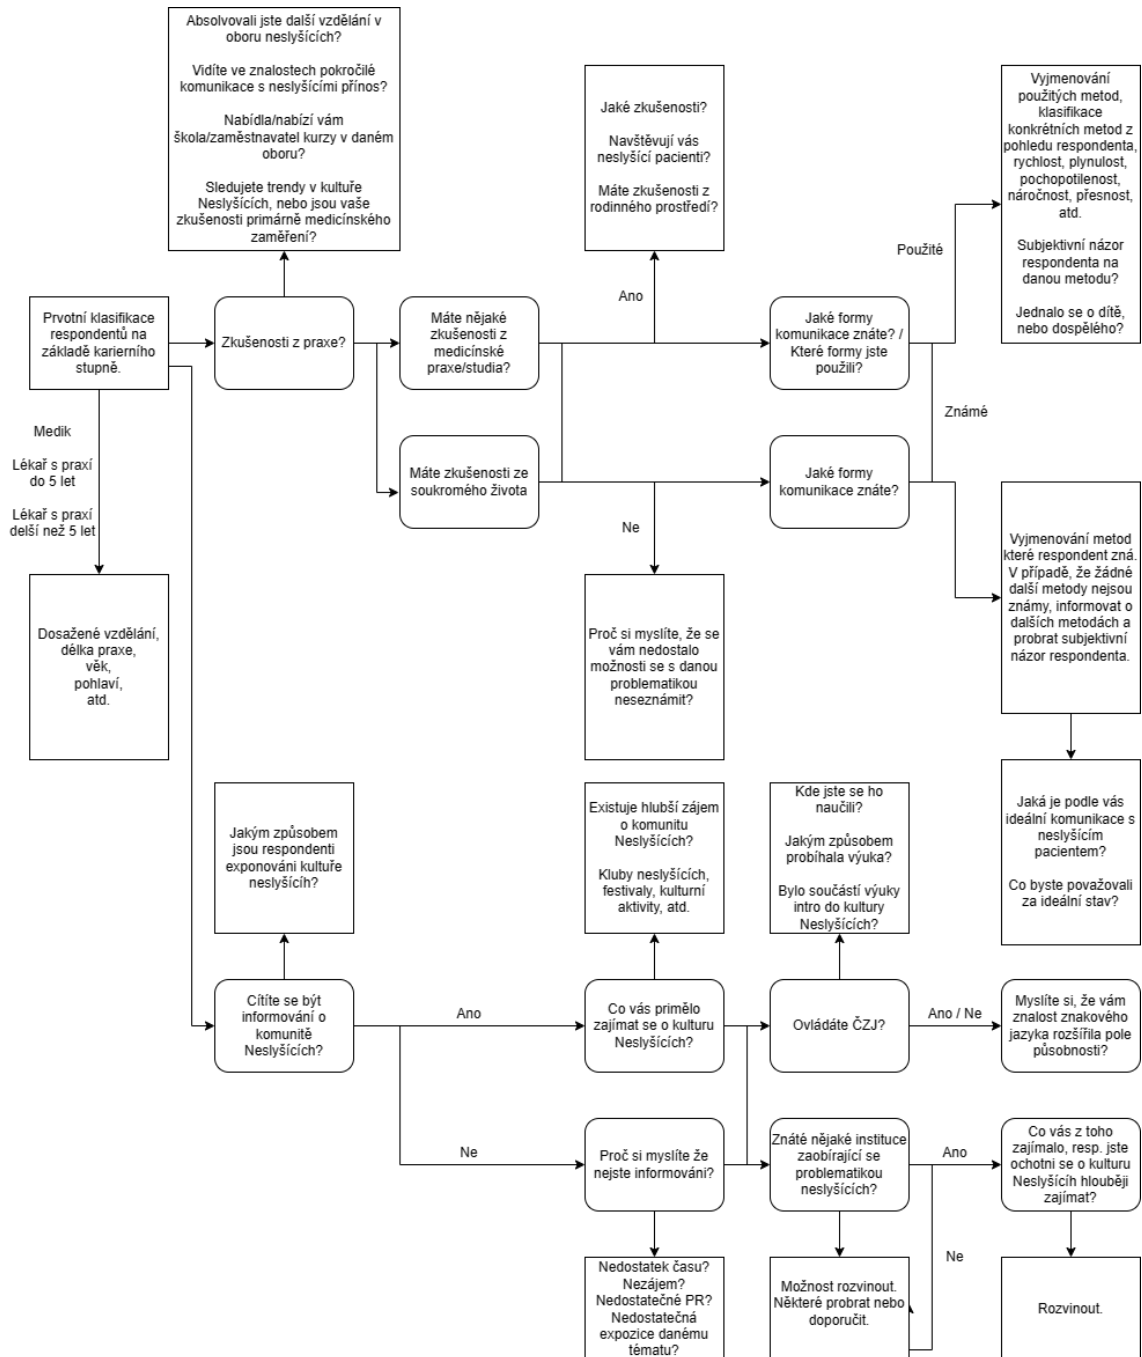 Absolvovali jste další vzdělání v
oboru neslyšících?
Vidíte ve znalostech pokročilé
komunikace s neslyšícími přínos?
Nabídla/nabízí vám
škola/zaměstnavatel kurzy v daném
oboru?
Sledujete trendy v kultuře
Neslyšících, nebo jsou vaše
zkušenosti primárně medicínského
zaměření?
Jaké zkušenosti?
Navštěvují vás
neslyšící pacienti?
Máte zkušenosti z
rodinného prostředí?
Vyjmenování
použitých metod,
klasifikace
konkrétních metod z
pohledu respondenta,
rychlost, plynulost,
pochopotilenost,
náročnost, přesnost,
atd.
Subjektivní názor
respondenta na
danou metodu?
Jednalo se o dítě,
nebo dospělého?
Použité
Ano
Prvotní klasifikace
respondentů na
základě karierního
stupně.
Zkušenosti z praxe?
Máte nějaké
zkušenosti z
medicínské
praxe/studia?
Jaké formy
komunikace znáte? /
Které formy jste
použili?
Známé
Medik
Lékař s praxí
do 5 let
Lékař s praxí
delší než 5 let
Máte zkušenosti ze
soukromého života
Jaké formy
komunikace znáte?
Ne
Vyjmenování metod
které respondent zná.
V případě, že žádné
další metody nejsou
známy, informovat o
dalších metodách a
probrat subjektivní
názor respondenta.
Dosažené vzdělání,
délka praxe,
věk,
pohlaví,
atd.
Proč si myslíte, že se
vám nedostalo
možnosti se s danou
problematikou
neseznámit?
Jakým způsobem
jsou respondenti
exponováni kultuře
neslyšícíh?
Existuje hlubší zájem
o komunitu
Neslyšících?
Kluby neslyšících,
festivaly, kulturní
aktivity, atd.
Kde jste se ho
naučili?
Jakým způsobem
probíhala výuka?
Bylo součástí výuky
intro do kultury
Neslyšících?
Jaká je podle vás
ideální komunikace s
neslyšícím
pacientem?
Co byste považovali
za ideální stav?
Cítíte se být
informování o
komunitě
Neslyšících?
Ano
Co vás primělo
zajímat se o kulturu
Neslyšících?
Ovládáte ČZJ?
Ano / Ne
Myslíte si, že vám
znalost znakového
jazyka rozšířila pole
působnosti?
Ne
Proč si myslíte že
nejste informováni?
Znáté nějaké instituce
zaobírající se
problematikou
neslyšících?
Ano
Co vás z toho
zajímalo, resp. jste
ochotni se o kulturu
Neslyšícíh hlouběji
zajímat?
Ne
Nedostatek času?
Nezájem?
Nedostatečné PR?
Nedostatečná
expozice danému
tématu?
Možnost rozvinout.
Některé probrat nebo
doporučit.
Rozvinout.